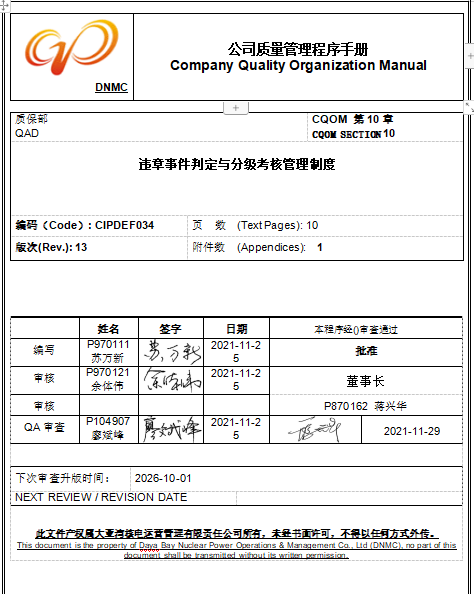 公司质量管理程序手册
Company Quality Organization Manual
DNMC
质保部
QAD
CQOM 第 10 章
CQOM SECTION 10
违章事件判定与分级考核管理制度
编码（Code）: CIPDEF034
页 数 (Text Pages): 10
版次(Rev.): 13
附件数 (Appendices): 1
姓名 签字 日期 本程序经()审查通过
编写 P970111 苏万新 苏万新 2021-11-25 批准
审核 P970121 余体伟 余体伟 2021-11-25 董事长
审核 P870162 蒋兴华
QA 审查 P104907 廖斌峰 廖斌峰 2021-11-25 2021-11-29
下次审查升版时间： 2026-10-01
NEXT REVIEW / REVISION DATE
此文件产权属大亚湾核电运营管理有限责任公司所有，未经书面许可，不得以任何方式外传。
This document is the property of Daya Bay Nuclear Power Operations & Management Co., Ltd (DNMC), no part of this
document shall be transmitted without its written permission.